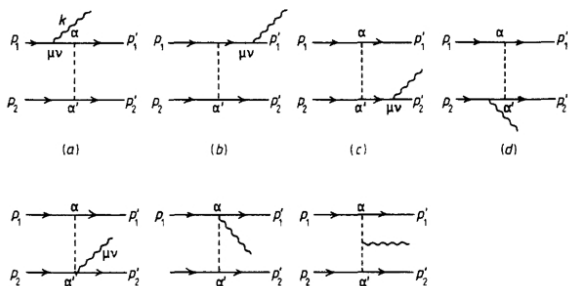 k
p₁ α p₁′
μν
p₂ α′ p₂′
(a)
p₁ p₁′
μν
p₂ p₂′
(b)
p₁ α p₁′
p₂ α′ μν p₂′
(c)
p₁ α p₁′
p₂ α′ p₂′
(d)
p₁ α p₁′
μν
p₂ α′ p₂′
p₁ α p₁′
p₂′
p₁ α p₁′
p₂ α′ p₂′